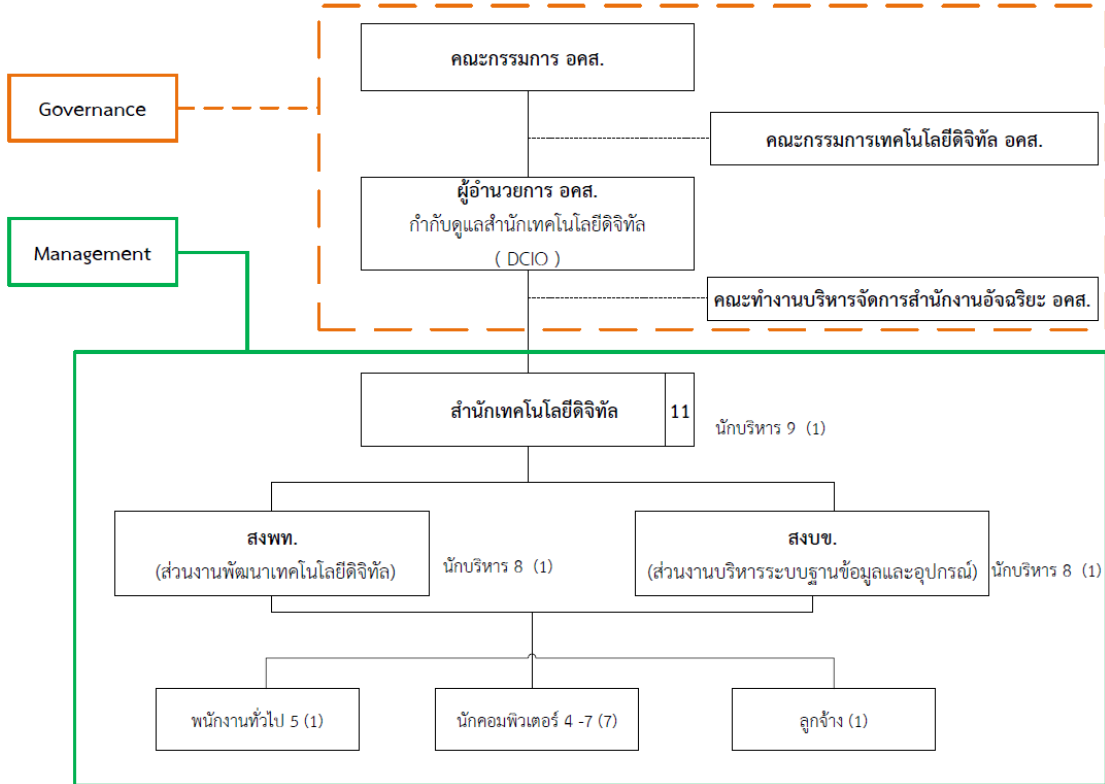 คณะกรรมการ อคส.
Governance
คณะกรรมการเทคโนโลยีดิจิทัล อคส.
ผู้อำนวยการ อคส.
กำกับดูแลสำนักเทคโนโลยีดิจิทัล
( DCIO )
Management
คณะทำงานบริหารจัดการสำนักงานอัจฉริยะ อคส.
สำนักเทคโนโลยีดิจิทัล 11
นักบริหาร 9 (1)
สงพท.
(ส่วนงานพัฒนาเทคโนโลยีดิจิทัล)
นักบริหาร 8 (1)
สงบข.
(ส่วนงานบริหารระบบฐานข้อมูลและอุปกรณ์)
นักบริหาร 8 (1)
พนักงานทั่วไป 5 (1)
นักคอมพิวเตอร์ 4 -7 (7)
ลูกจ้าง (1)